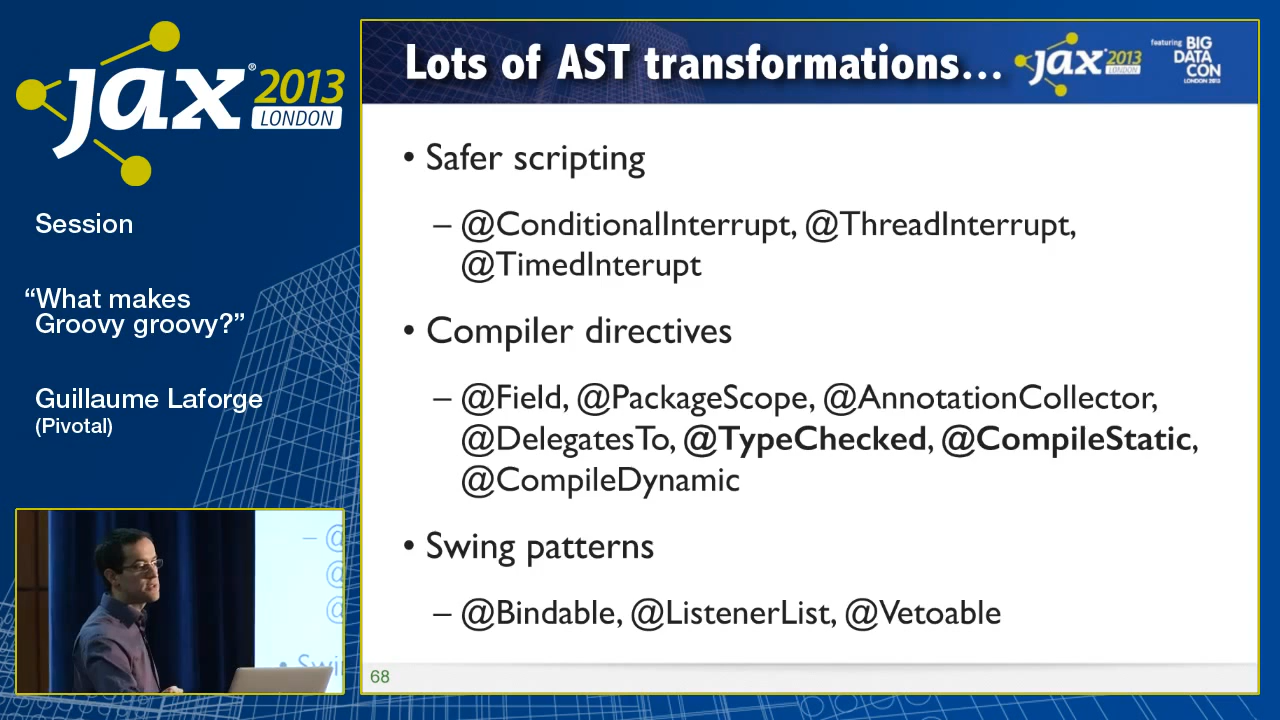 jax® 2013
LONDON
Session
“What makes
Groovy groovy?”
Guillaume Laforge
(Pivotal)
Lots of AST transformations…
jax® 2013
LONDON
featuring BIG
DATA
CON
LONDON 2013
• Safer scripting
– @ConditionalInterrupt, @ThreadInterrupt,
@TimedInterupt
• Compiler directives
– @Field, @PackageScope, @AnnotationCollector,
@DelegatesTo, @TypeChecked, @CompileStatic,
@CompileDynamic
• Swing patterns
– @Bindable, @ListenerList, @Vetoable
68
– @
@
@
• Swi